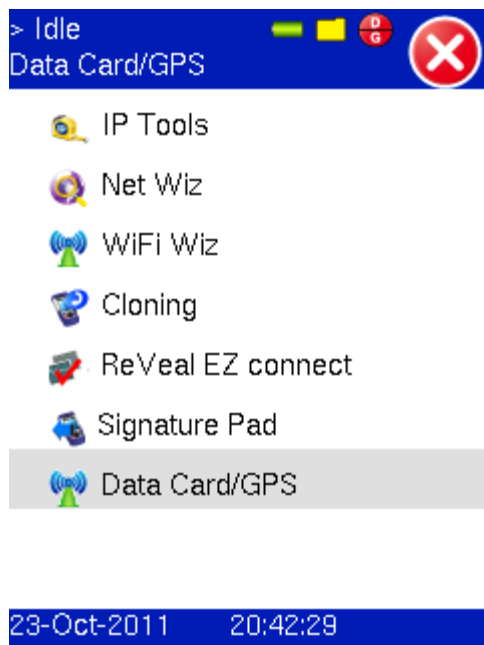 > Idle
D
G
Data Card/GPS
IP Tools
Net Wiz
WiFi Wiz
Cloning
ReVeal EZ connect
Signature Pad
Data Card/GPS
23-Oct-2011 20:42:29